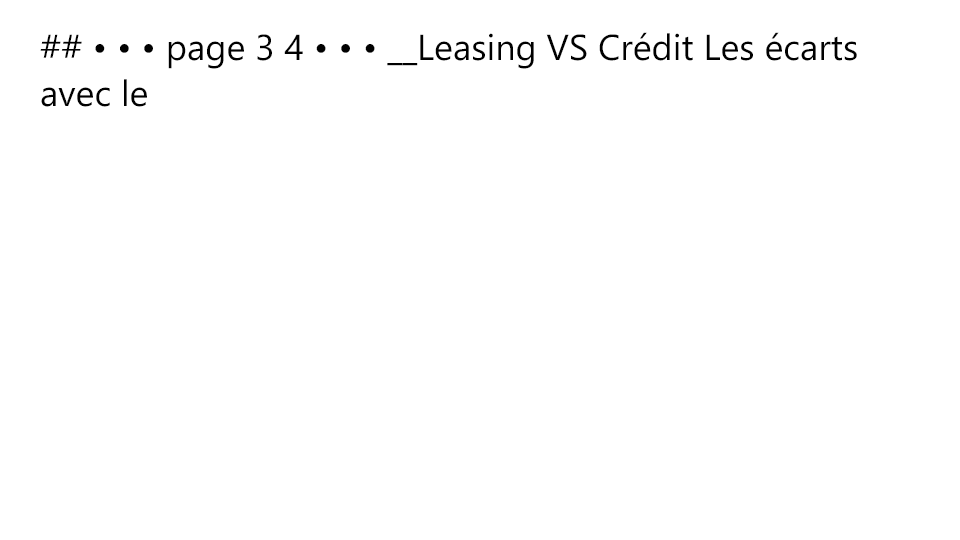 ## • • • page 3 4 • • • __Leasing VS Crédit Les écarts
avec le